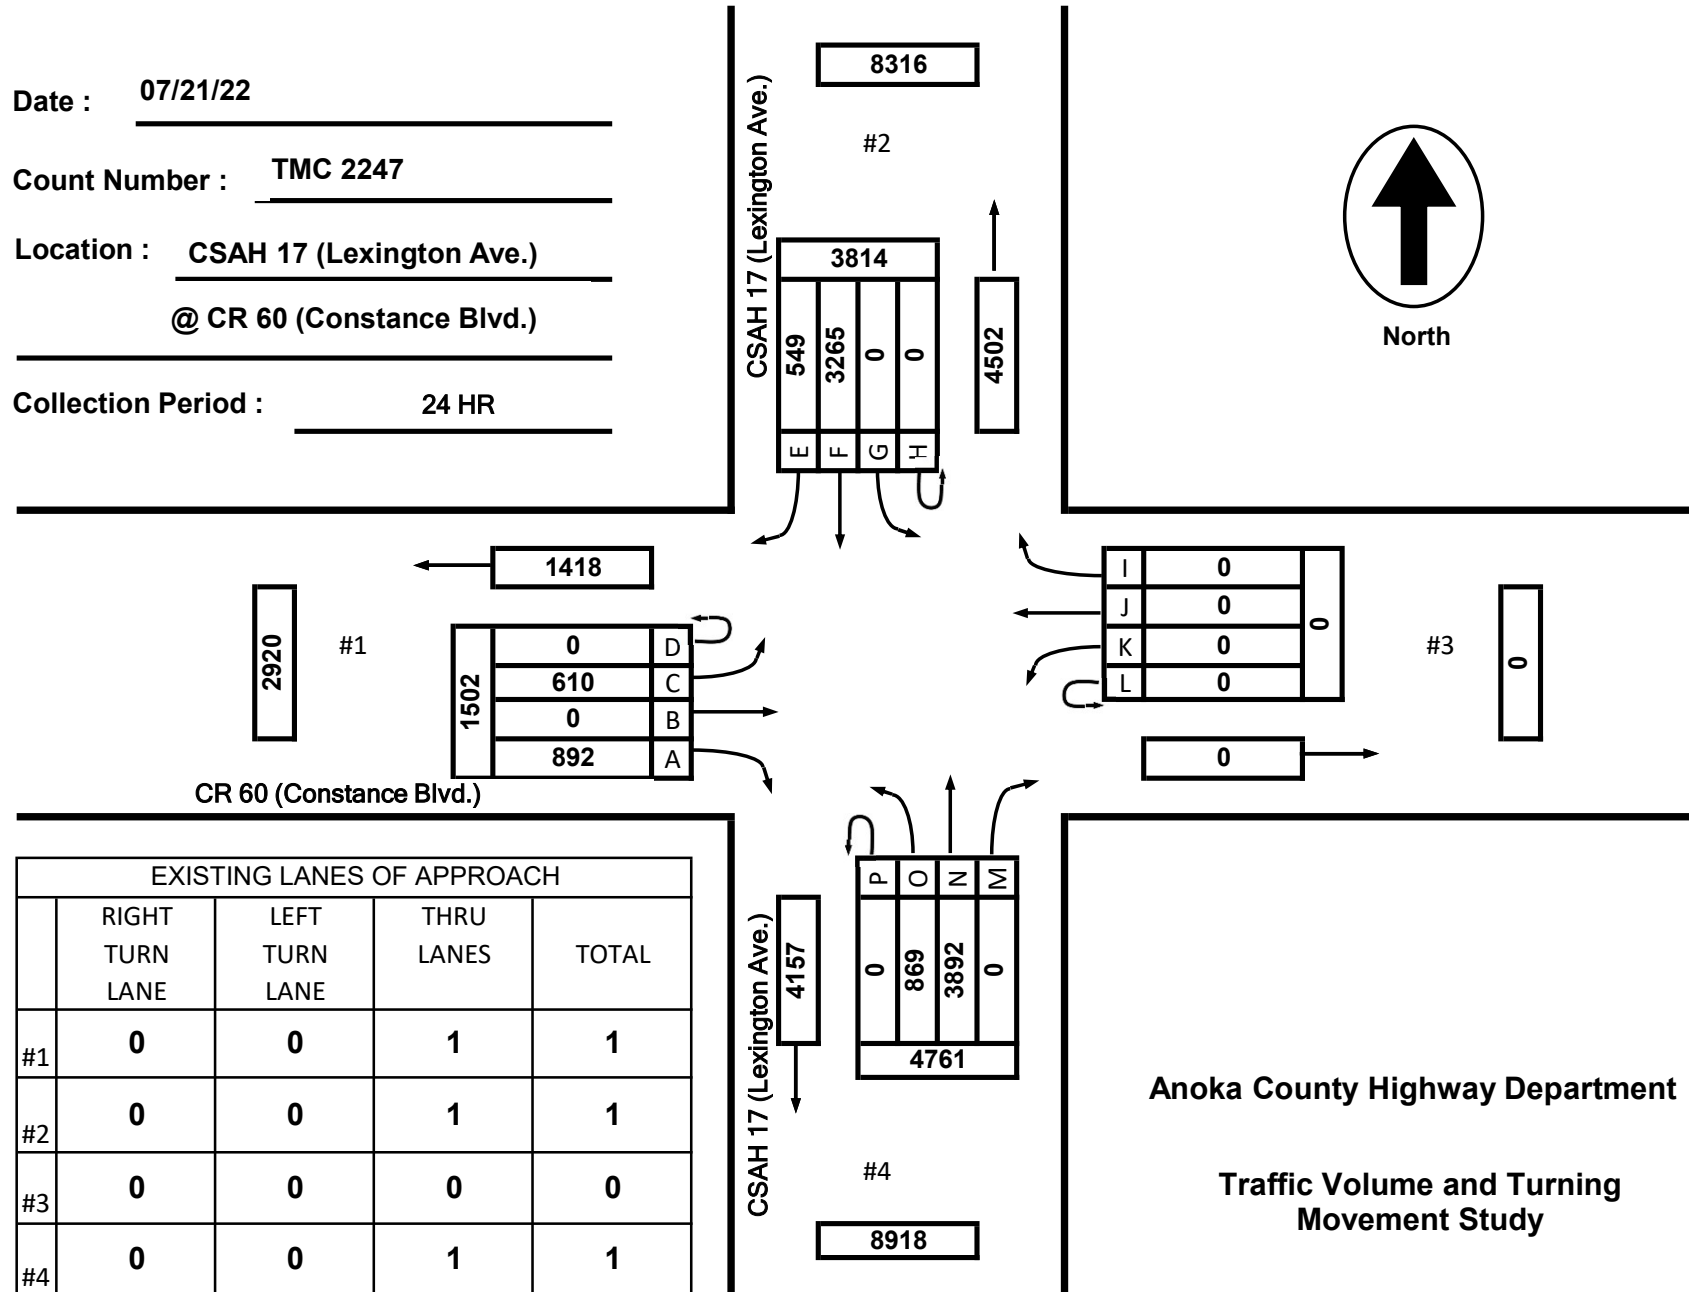 Date : 07/21/22
Count Number : TMC 2247
Location : CSAH 17 (Lexington Ave.)
@ CR 60 (Constance Blvd.)
Collection Period : 24 HR
8316
#2
CSAH 17 (Lexington Ave.)
3814
549 3265 0 0
E F G H
4502
North
1418
2920
#1
1502
0 D
610 C
0 B
892 A
CR 60 (Constance Blvd.)
I 0
J 0
K 0
L 0
0
#3
0
0
P O N M
0 869 3892 0
4761
4157
CSAH 17 (Lexington Ave.)
#4
8918
EXISTING LANES OF APPROACH
RIGHT TURN LANE LEFT TURN LANE THRU LANES TOTAL
#1 0 0 1 1
#2 0 0 1 1
#3 0 0 0 0
#4 0 0 1 1
Anoka County Highway Department
Traffic Volume and Turning
Movement Study